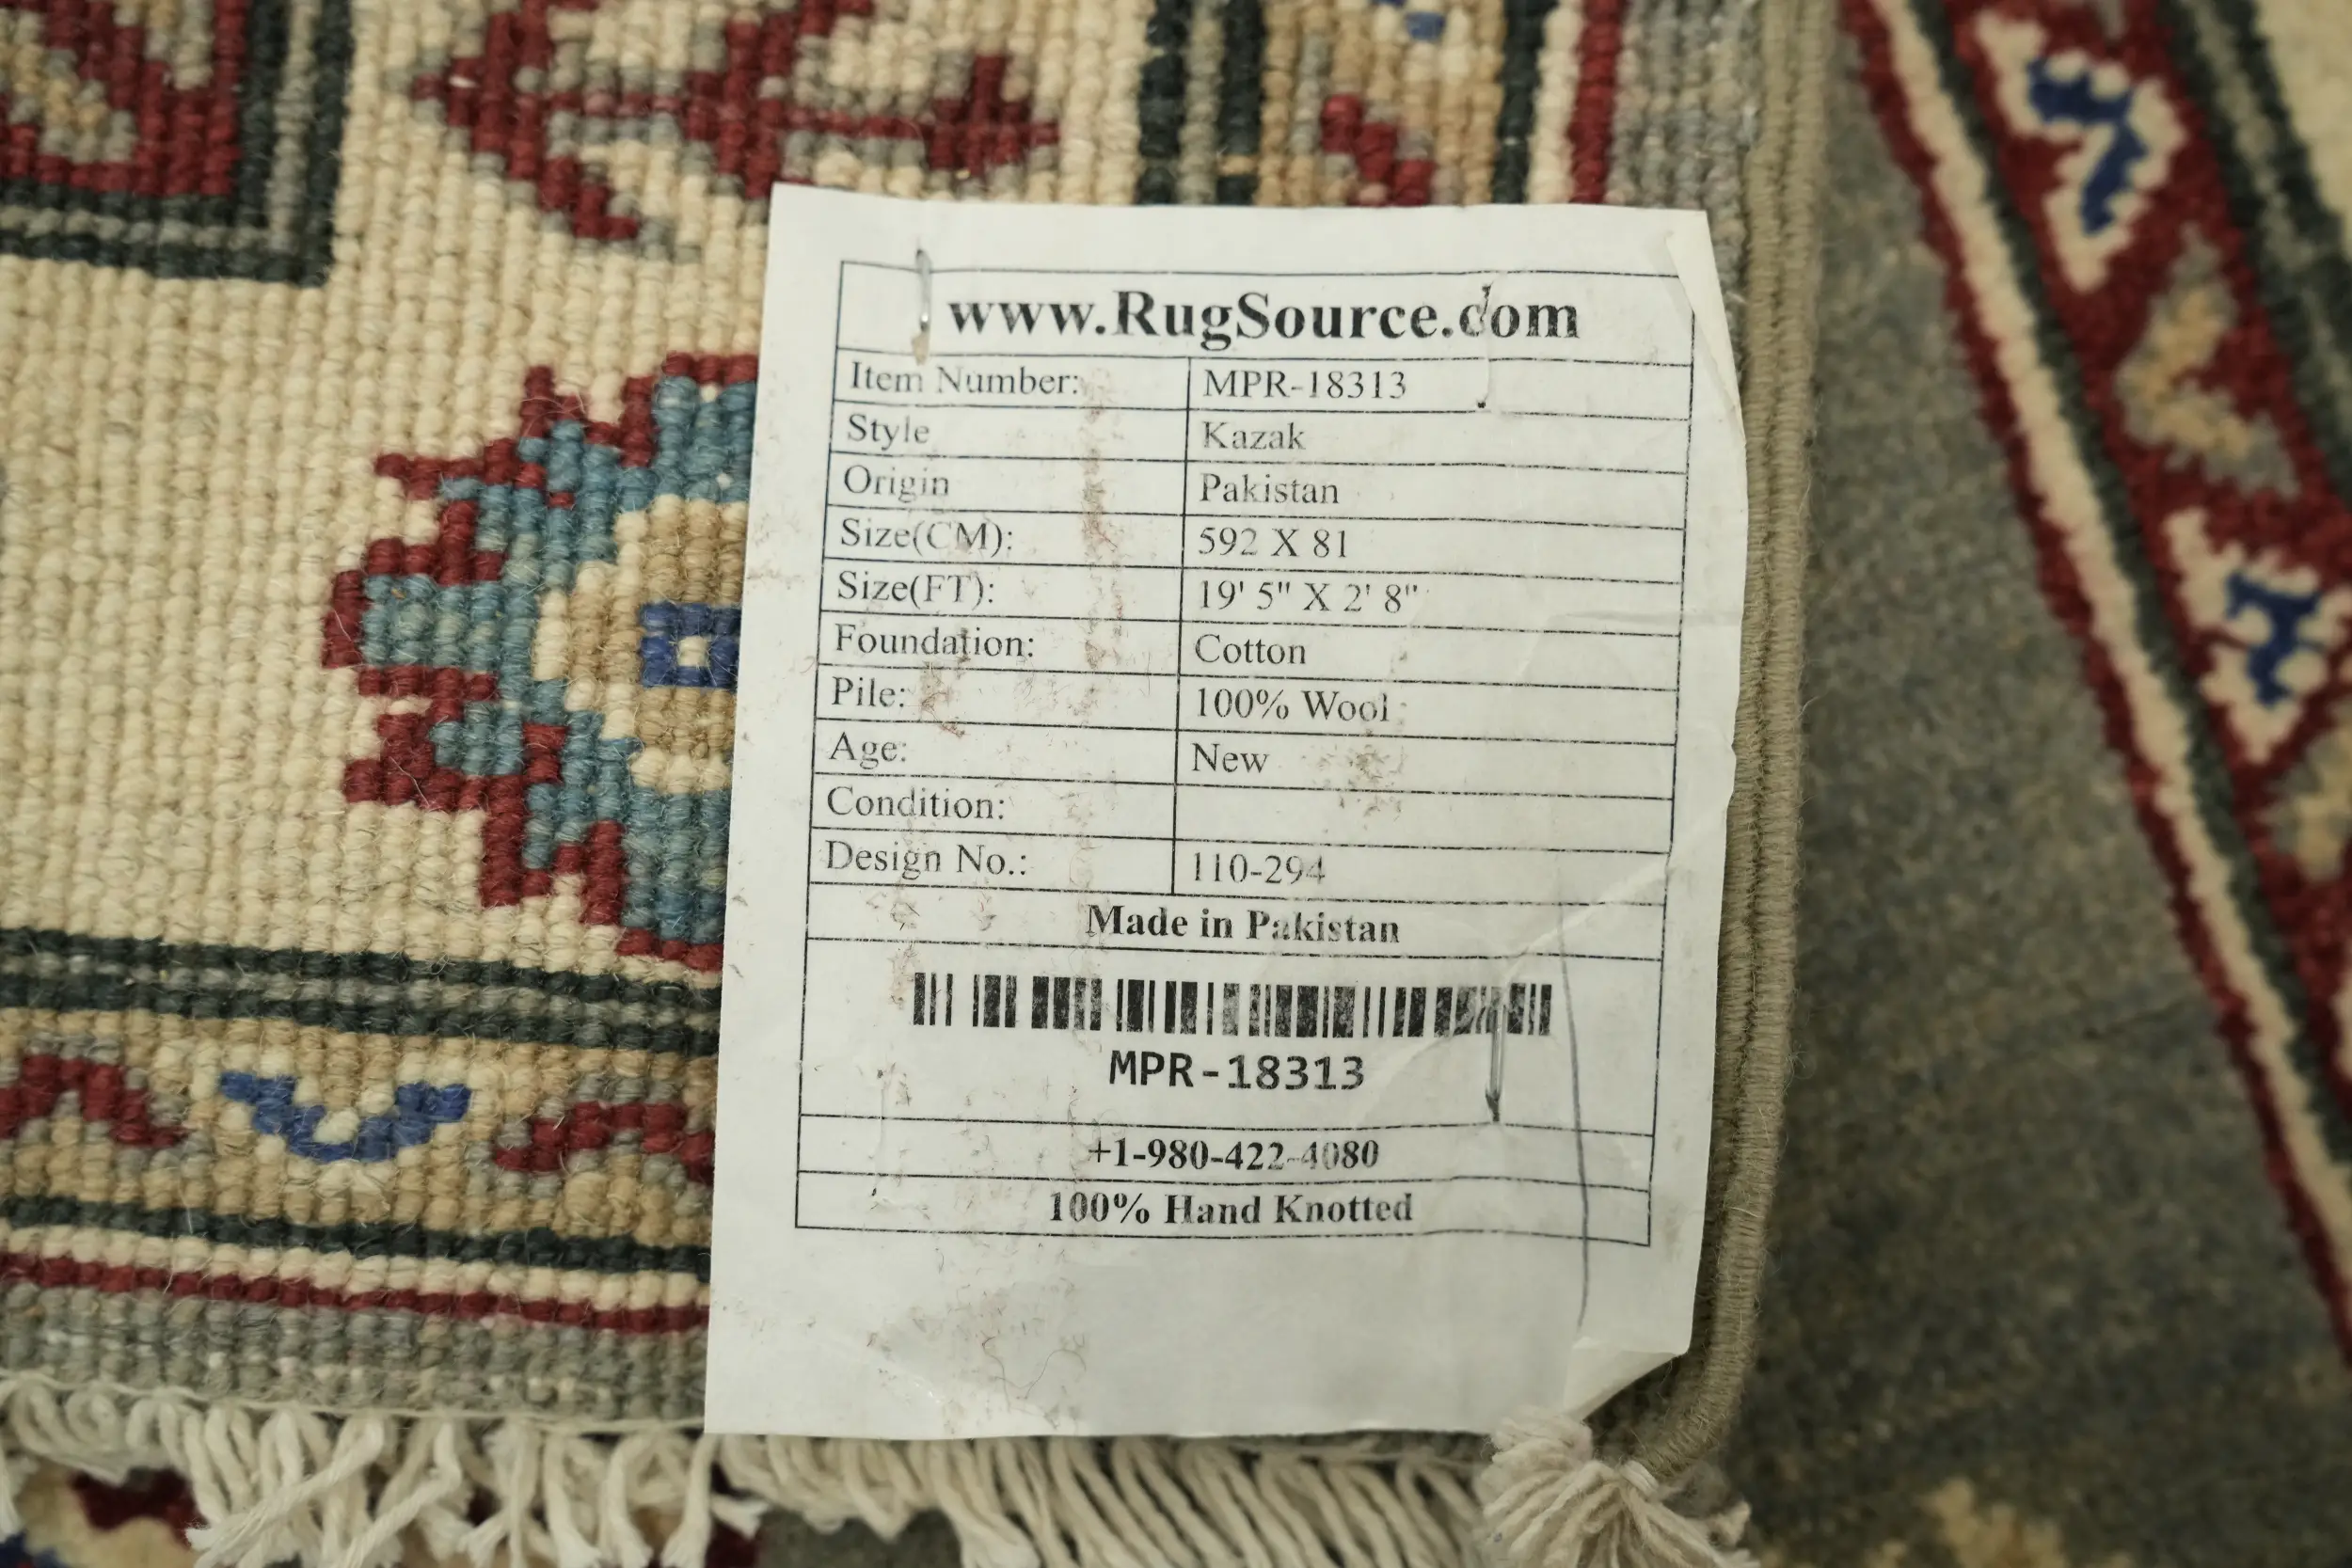 www.RugSource.com
Item Number: MPR-18313
Style Kazak
Origin Pakistan
Size(CM): 592 X 81
Size(FT): 19' 5" X 2' 8"
Foundation: Cotton
Pile: 100% Wool
Age: New
Condition:
Design No.: 110-294
Made in Pakistan
MPR-18313
+1-980-422-4080
100% Hand Knotted